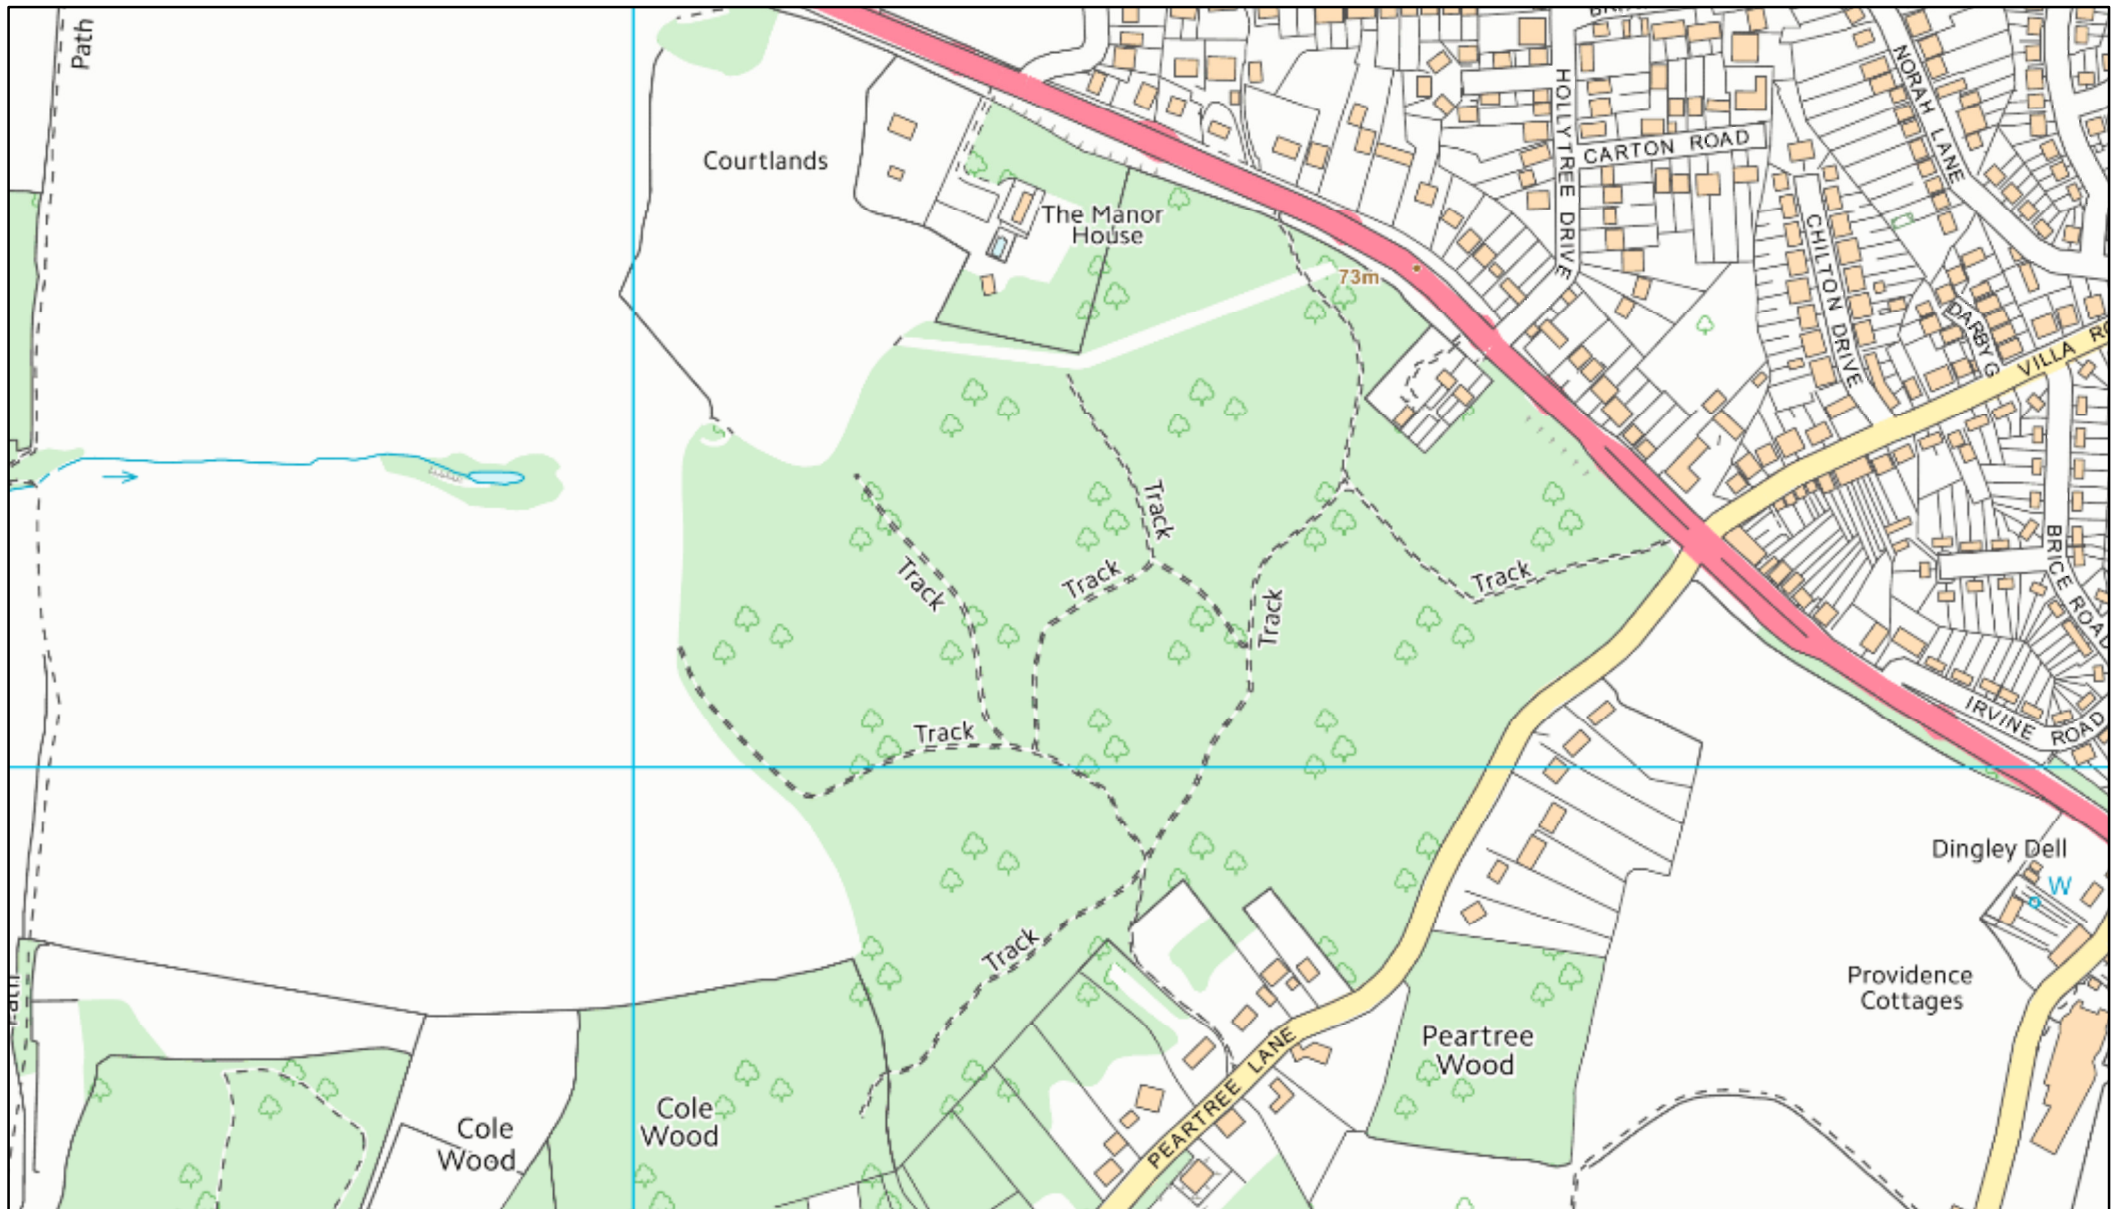 Path
NORAH LANE
HOLLYTREE DRIVE
CARTON ROAD
Courtlands
The Manor
House
CHILTON DRIVE
73m
DARBY G
VILLA RO
Track
Track
Track
Track
Track
BRICE ROAD
Track
IRVINE ROAD
Dingley Dell
W
Track
Providence
Cottages
Peartree
Wood
PEARTREE LANE
Cole
Wood
Cole
Wood